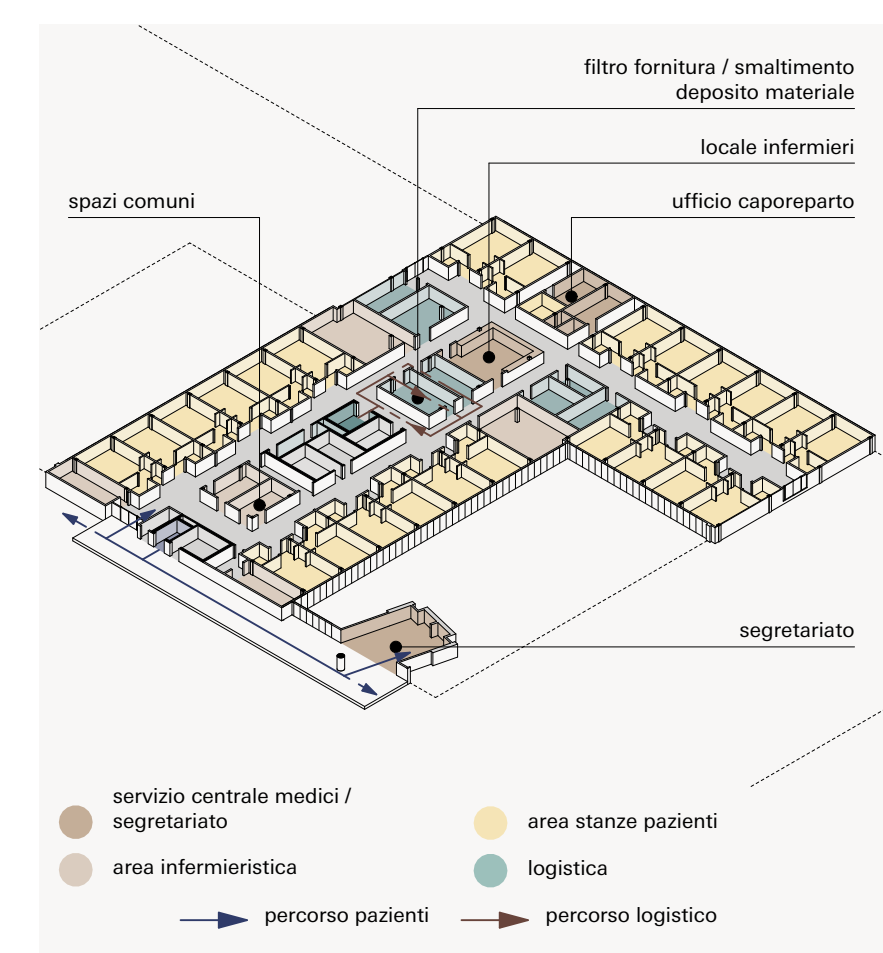 filtro fornitura / smaltimento
deposito materiale
locale infermieri
spazi comuni
ufficio caporeparto
segretariato
servizio centrale medici /
segretariato
area stanze pazienti
area infermieristica
logistica
percorso pazienti
percorso logistico